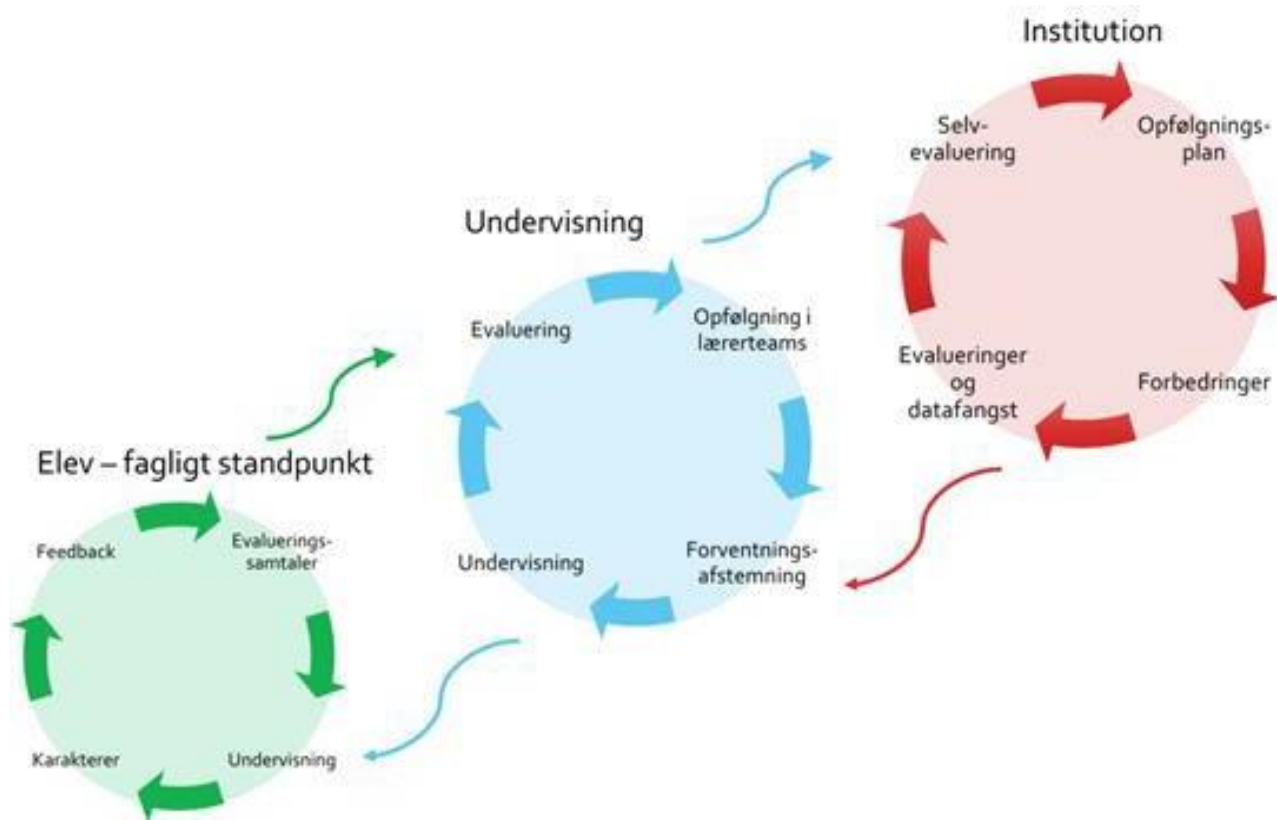 Institution
Selv-
evaluering
Opfølgnings-
plan
Evalueringer
og
datafangst
Forbedringer
Undervisning
Evaluering
Opfølgning i
lærerteams
Undervisning
Forventnings-
afstemning
Elev – fagligt standpunkt
Feedback
Evaluerings-
samtaler
Karakterer
Undervisning